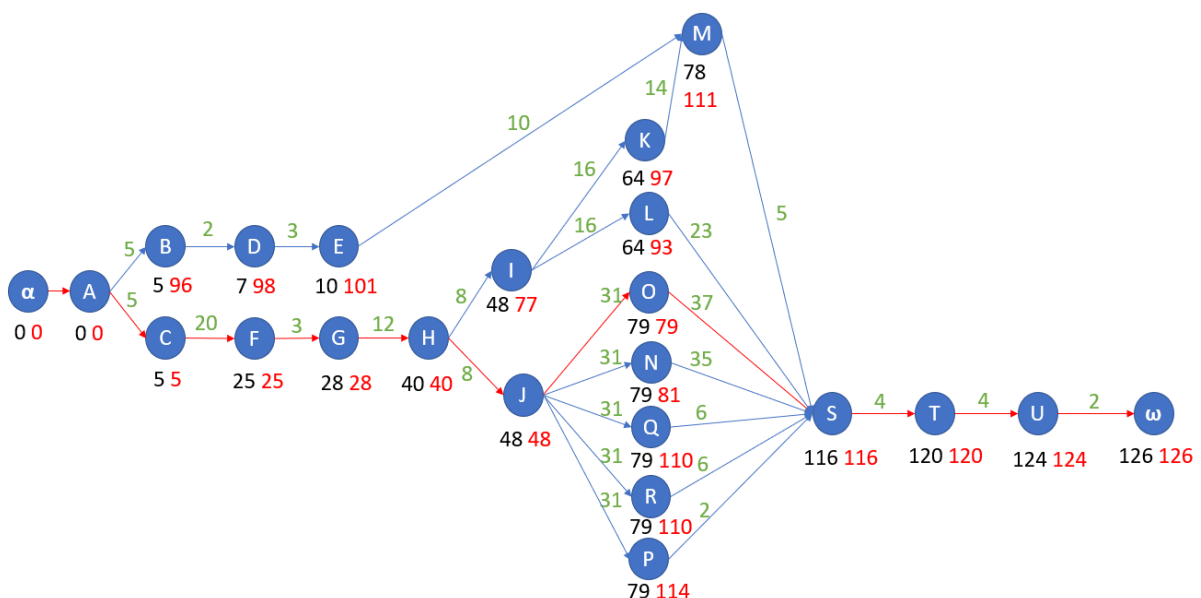 M
78
111
14
10
K
16
64 97
L
16
64 93
23
5
5
B
2
D
3
E
5 96
7 98
10 101
α
A
0 0
0 0
5
C
20
F
3
G
12
H
5 5
25 25
28 28
40 40
8
I
48 77
8
J
48 48
31
O
37
79 79
31
N
35
79 81
31
Q
6
79 110
31
R
6
79 110
31
P
2
79 114
S
4
T
4
U
2
ω
116 116
120 120
124 124
126 126